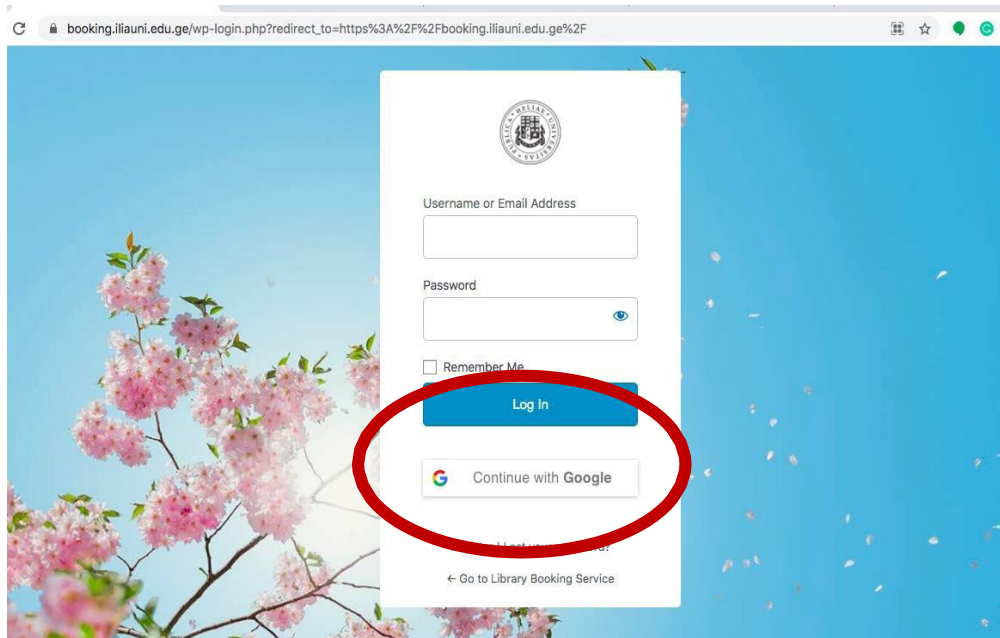 booking.iliauni.edu.ge/wp-login.php?redirect_to=https%3A%2F%2Fbooking.iliauni.edu.ge%2F
Username or Email Address
Password
Remember Me
Log In
G Continue with Google
← Go to Library Booking Service